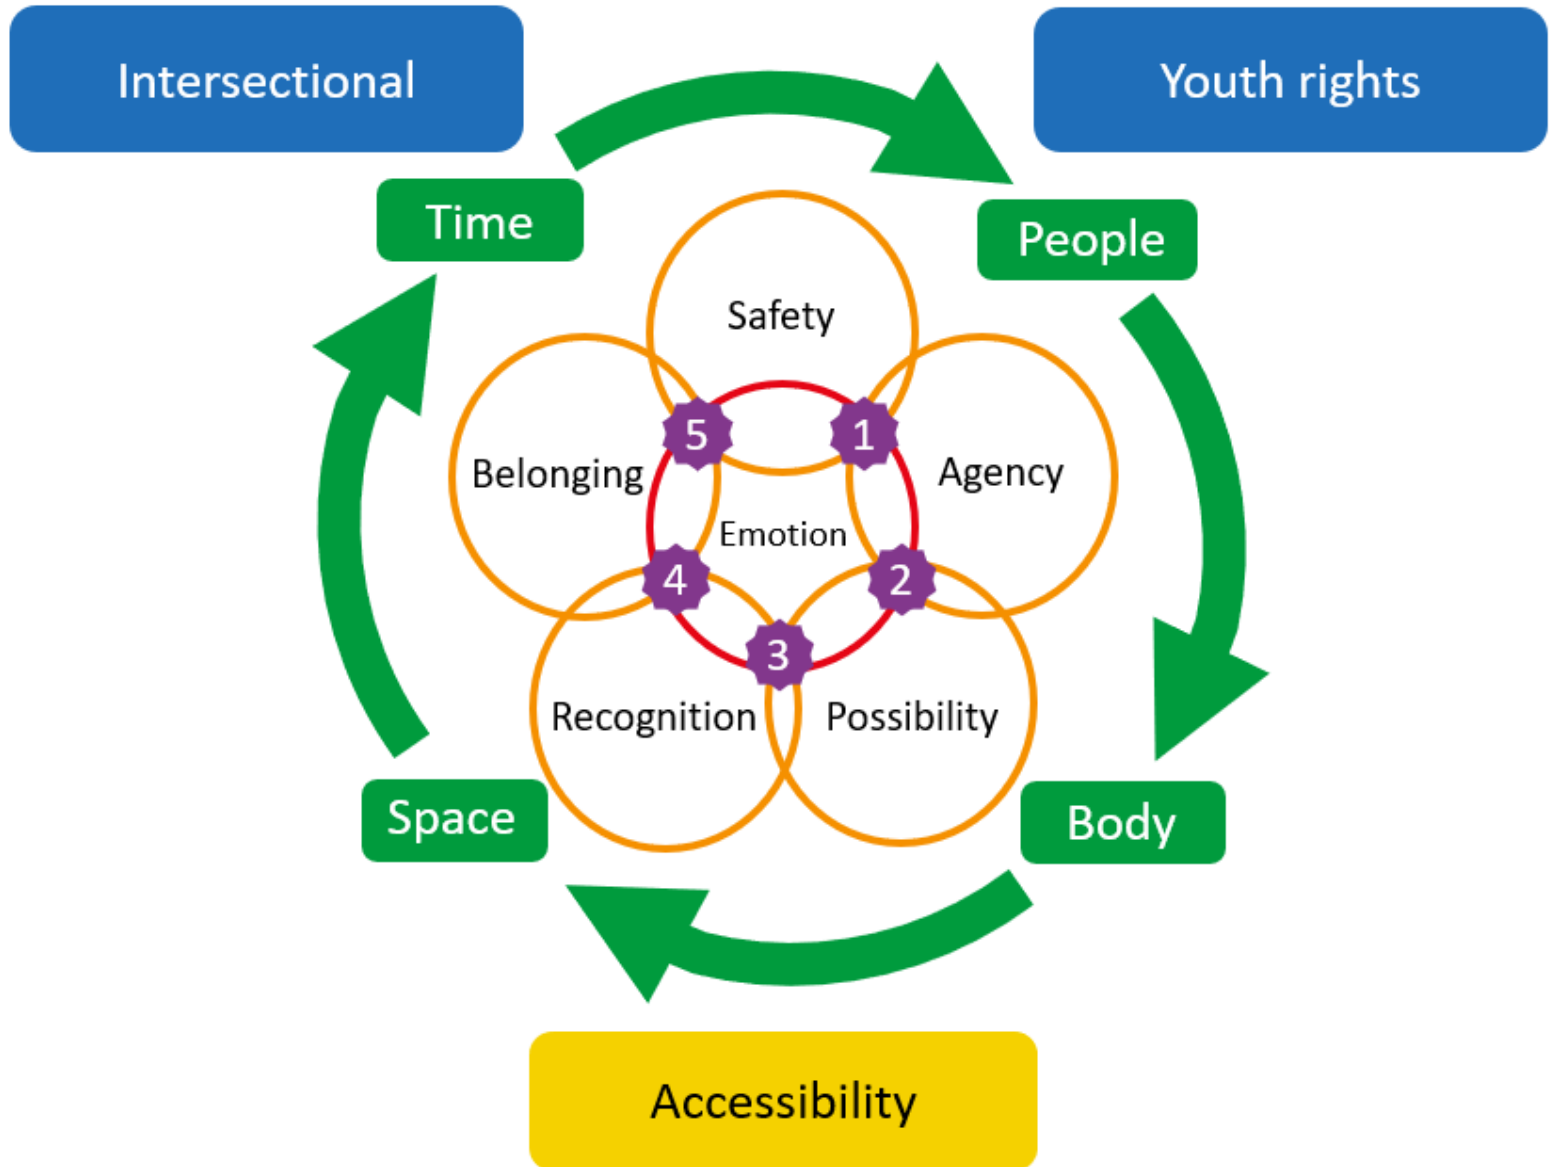 Intersectional
Youth rights
Time
People
Safety
5
1
Belonging
Agency
Emotion
4
2
3
Recognition
Possibility
Space
Body
Accessibility